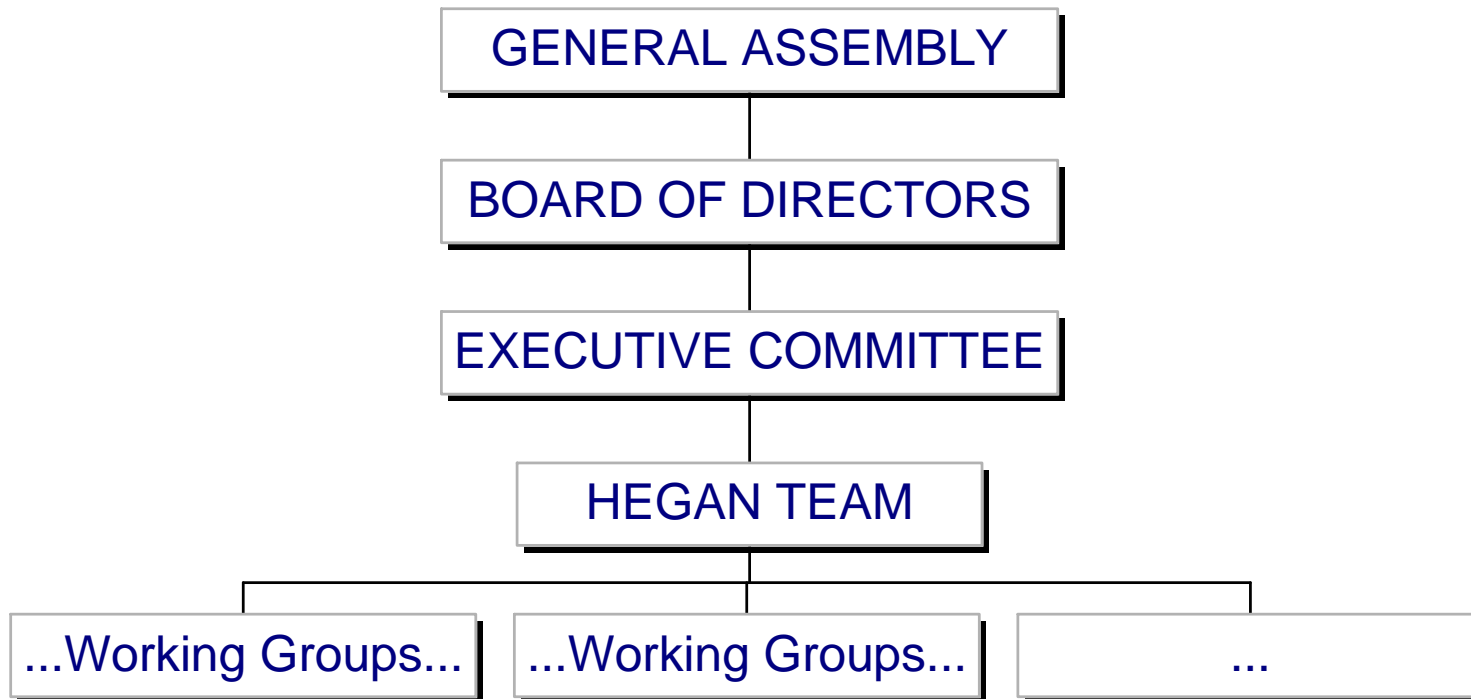 GENERAL ASSEMBLY
BOARD OF DIRECTORS
EXECUTIVE COMMITTEE
HEGAN TEAM
...Working Groups...
...Working Groups...
...